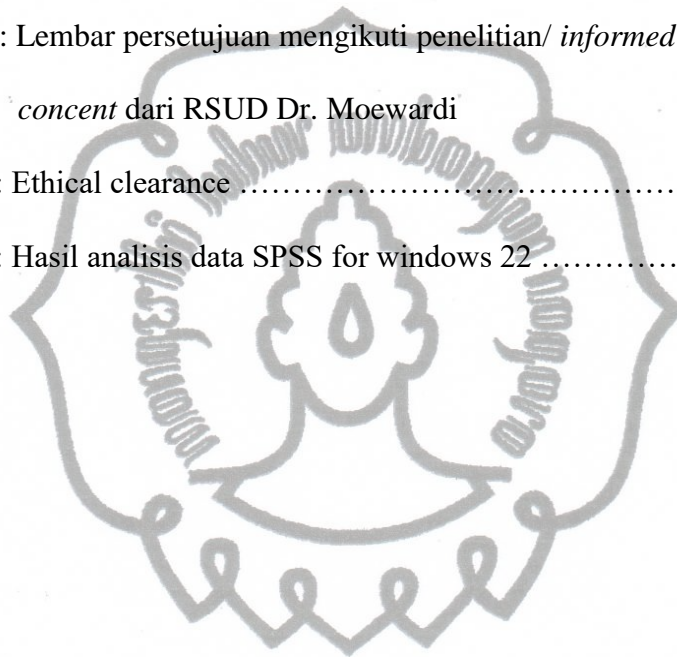 : Lembar persetujuan mengikuti penelitian/ informed
concent dari RSUD Dr. Moewardi
: Ethical clearance ………………………………………
: Hasil analisis data SPSS for windows 22 ……………